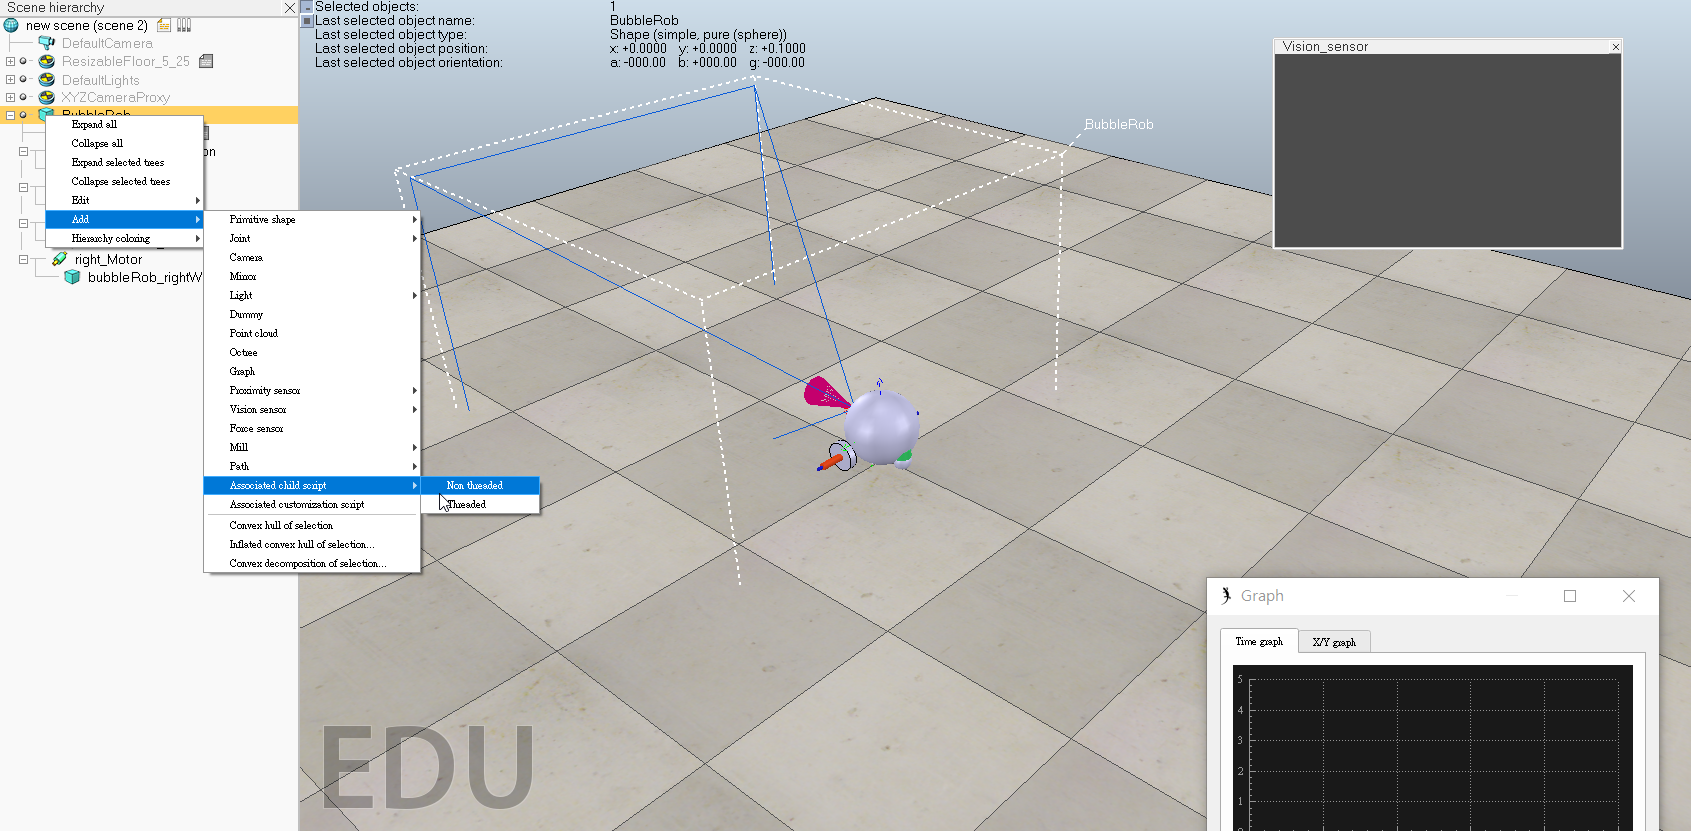 Scene hierarchy
new scene (scene 2)
DefaultCamera
ResizableFloor_5_25
DefaultLights
XYZCameraProxy
BubbleRob
Expand all
Collapse all
Expand selected trees
Collapse selected trees
Edit
Add
Hierarchy coloring
right_Motor
bubbleRob_rightW
Primitive shape
Joint
Camera
Mirror
Light
Dummy
Point cloud
Octree
Graph
Proximity sensor
Vision sensor
Force sensor
Mill
Path
Associated child script
Associated customization script
Convex hull of selection
Inflated convex hull of selection...
Convex decomposition of selection...
Non threaded
Threaded
Selected objects: 1
Last selected object name: BubbleRob
Last selected object type: Shape (simple, pure (sphere))
Last selected object position: x: +0.0000 y: +0.0000 z: +0.1000
Last selected object orientation: a: -000.00 b: +000.00 g: -000.00
BubbleRob
Vision_sensor
EDU
Graph
Time graph X/Y graph
5
4
3
2
1